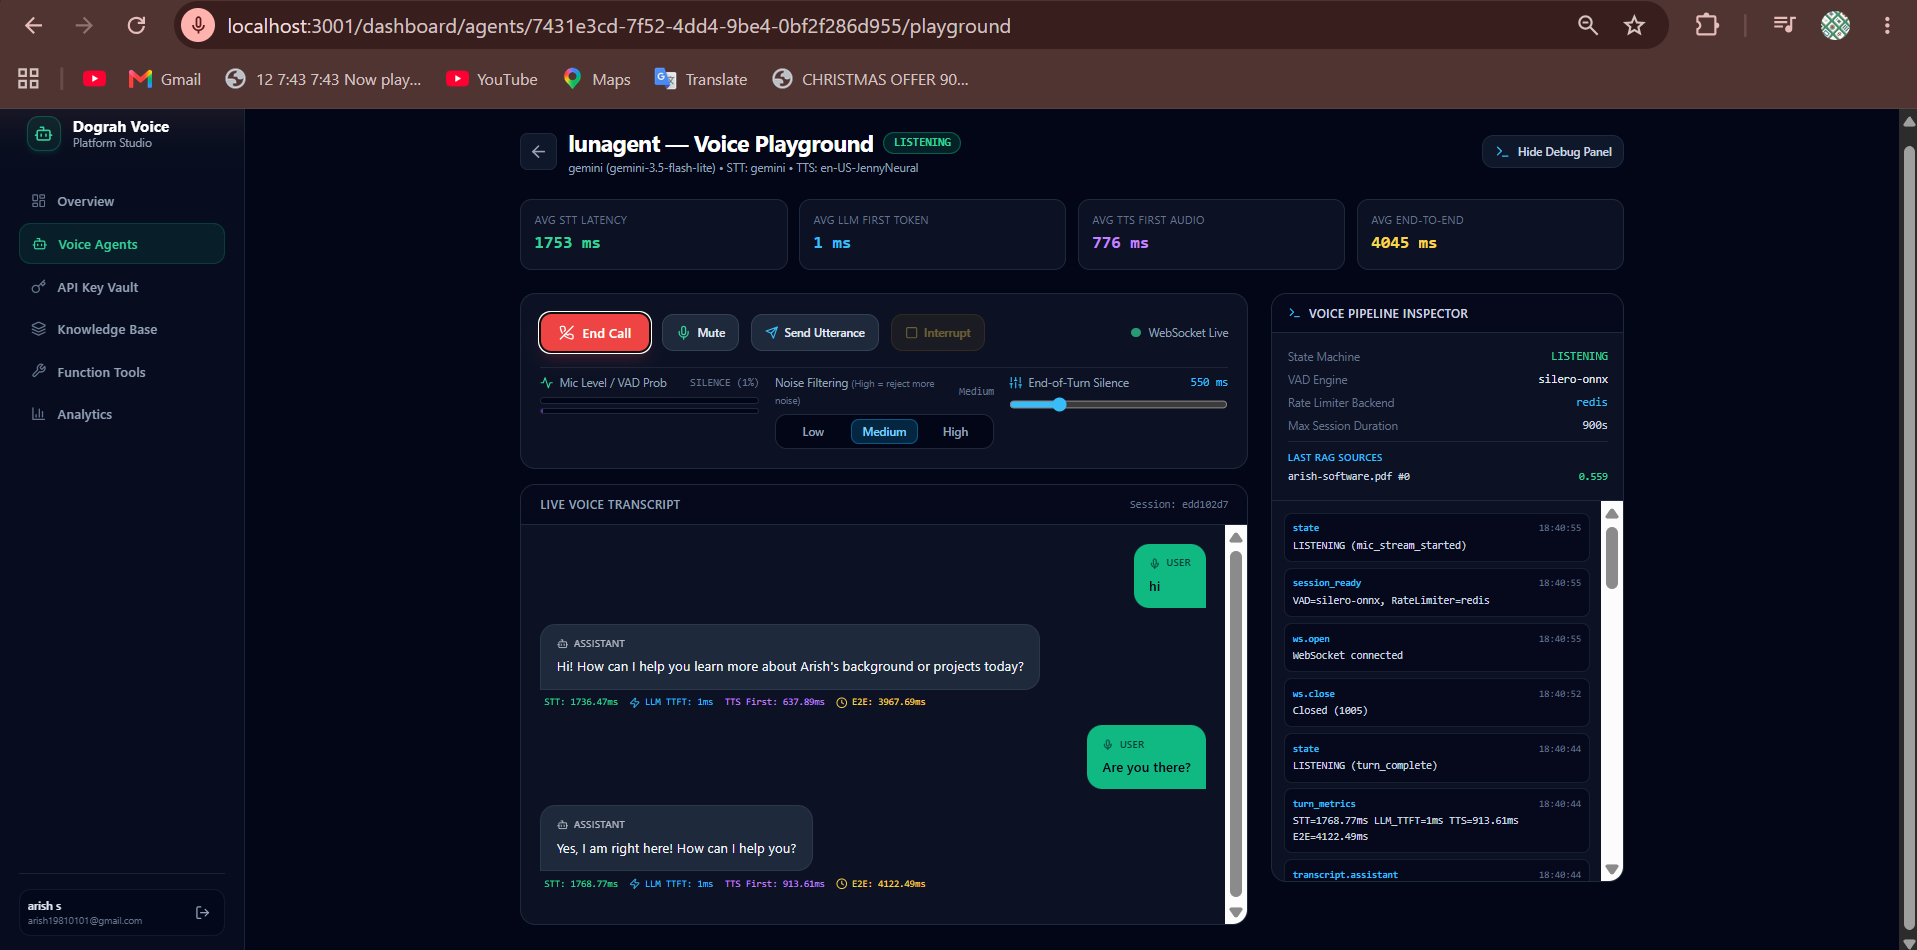 localhost:3001/dashboard/agents/7431e3cd-7f52-4dd4-9be4-0bf2f286d955/playground
Gmail
12 7:43 7:43 Now play...
YouTube
Maps
Translate
CHRISTMAS OFFER 90...
Dograh Voice
Platform Studio
Overview
Voice Agents
API Key Vault
Knowledge Base
Function Tools
Analytics
arish s
arish19810101@gmail.com
lunagent — Voice Playground
LISTENING
gemini (gemini-3.5-flash-lite) • STT: gemini • TTS: en-US-JennyNeural
Hide Debug Panel
AVG STT LATENCY
1753 ms
AVG LLM FIRST TOKEN
1 ms
AVG TTS FIRST AUDIO
776 ms
AVG END-TO-END
4045 ms
End Call
Mute
Send Utterance
Interrupt
WebSocket Live
Mic Level / VAD Prob
SILENCE (1%)
Noise Filtering (High = reject more
noise)
Medium
Low
Medium
High
End-of-Turn Silence
550 ms
LIVE VOICE TRANSCRIPT
Session: edd102d7
USER
hi
ASSISTANT
Hi! How can I help you learn more about Arish's background or projects today?
STT: 1736.47ms LLM TTFT: 1ms TTS First: 637.89ms E2E: 3967.69ms
USER
Are you there?
ASSISTANT
Yes, I am right here! How can I help you?
STT: 1768.77ms LLM TTFT: 1ms TTS First: 913.61ms E2E: 4122.49ms
VOICE PIPELINE INSPECTOR
State Machine LISTENING
VAD Engine silero-onnx
Rate Limiter Backend redis
Max Session Duration 900s
LAST RAG SOURCES
arish-software.pdf #0 0.559
state 18:40:55
LISTENING (mic_stream_started)
session_ready 18:40:55
VAD=silero-onnx, RateLimiter=redis
ws.open 18:40:55
WebSocket connected
ws.close 18:40:52
Closed (1005)
state 18:40:44
LISTENING (turn_complete)
turn_metrics 18:40:44
STT=1768.77ms LLM_TTFT=1ms TTS=913.61ms
E2E=4122.49ms
transcript.assistant 18:40:44